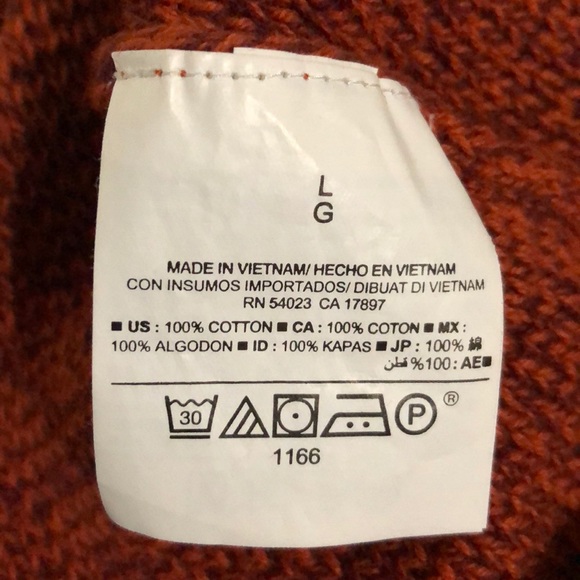 L
G
MADE IN VIETNAM/ HECHO EN VIETNAM
CON INSUMOS IMPORTADOS/ DIBUAT DI VIETNAM
RN 54023 CA 17897
■ US : 100% COTTON ■ CA : 100% COTON ■ MX :
100% ALGODON ■ ID : 100% KAPAS ■ JP : 100% 綿
■AE : 100% قطن
30 P ®
1166